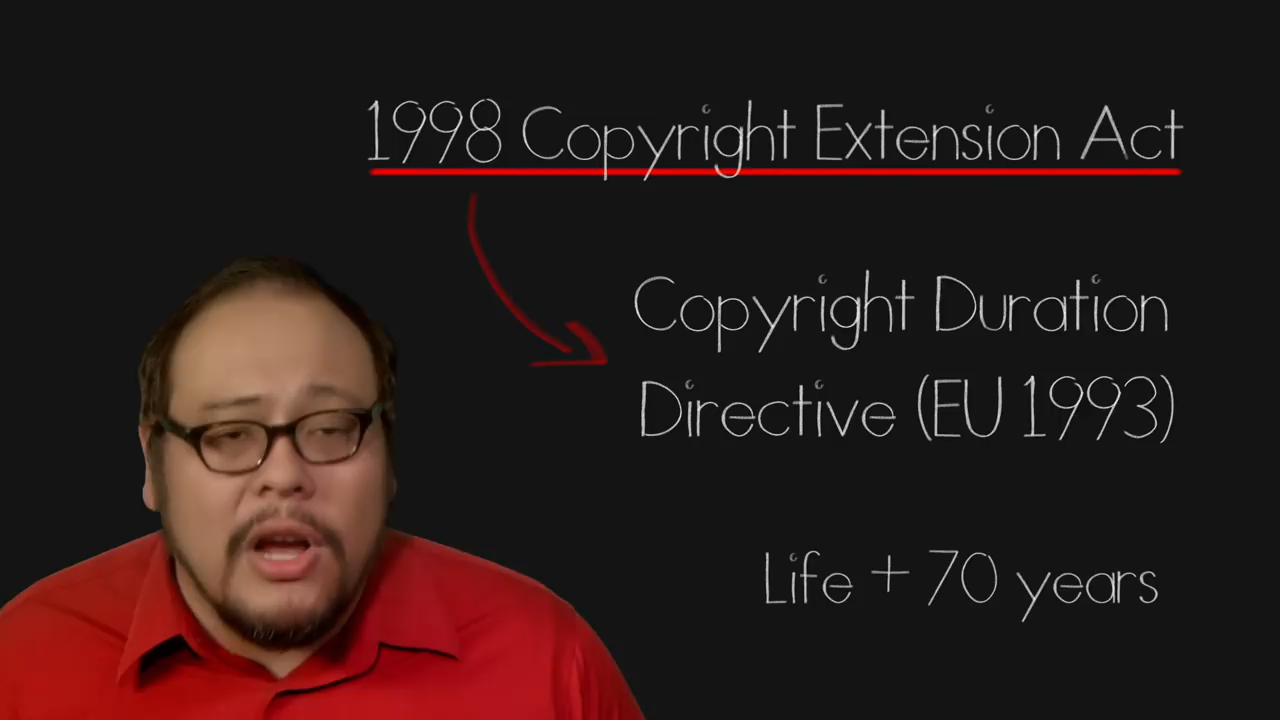 1998 Copyright Extension Act
Copyright Duration
Directive (EU 1993)
Life + 70 years